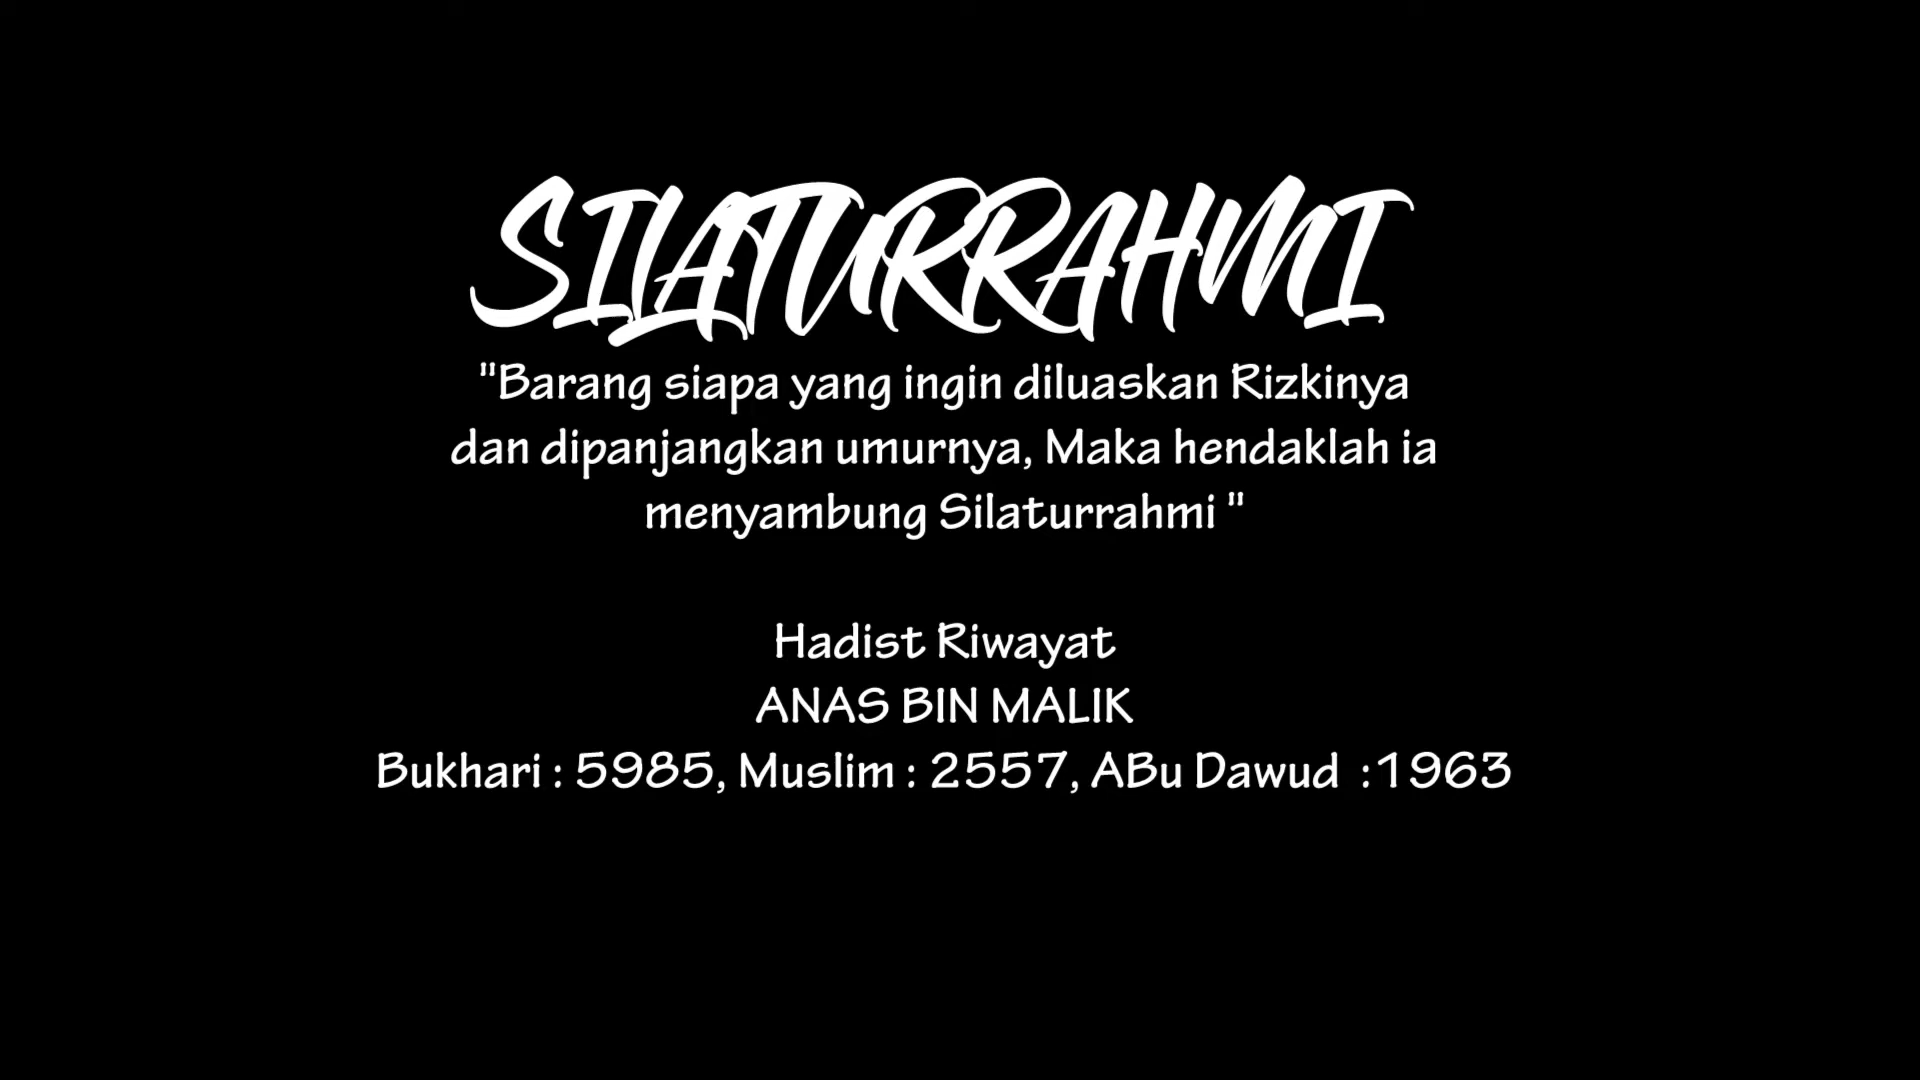 SILATURRAHMI
"Barang siapa yang ingin diluaskan Rizkinya
dan dipanjangkan umurnya, Maka hendaklah ia
menyambung Silaturrahmi "
Hadist Riwayat
ANAS BIN MALIK
Bukhari : 5985, Muslim : 2557, ABu Dawud  :1963